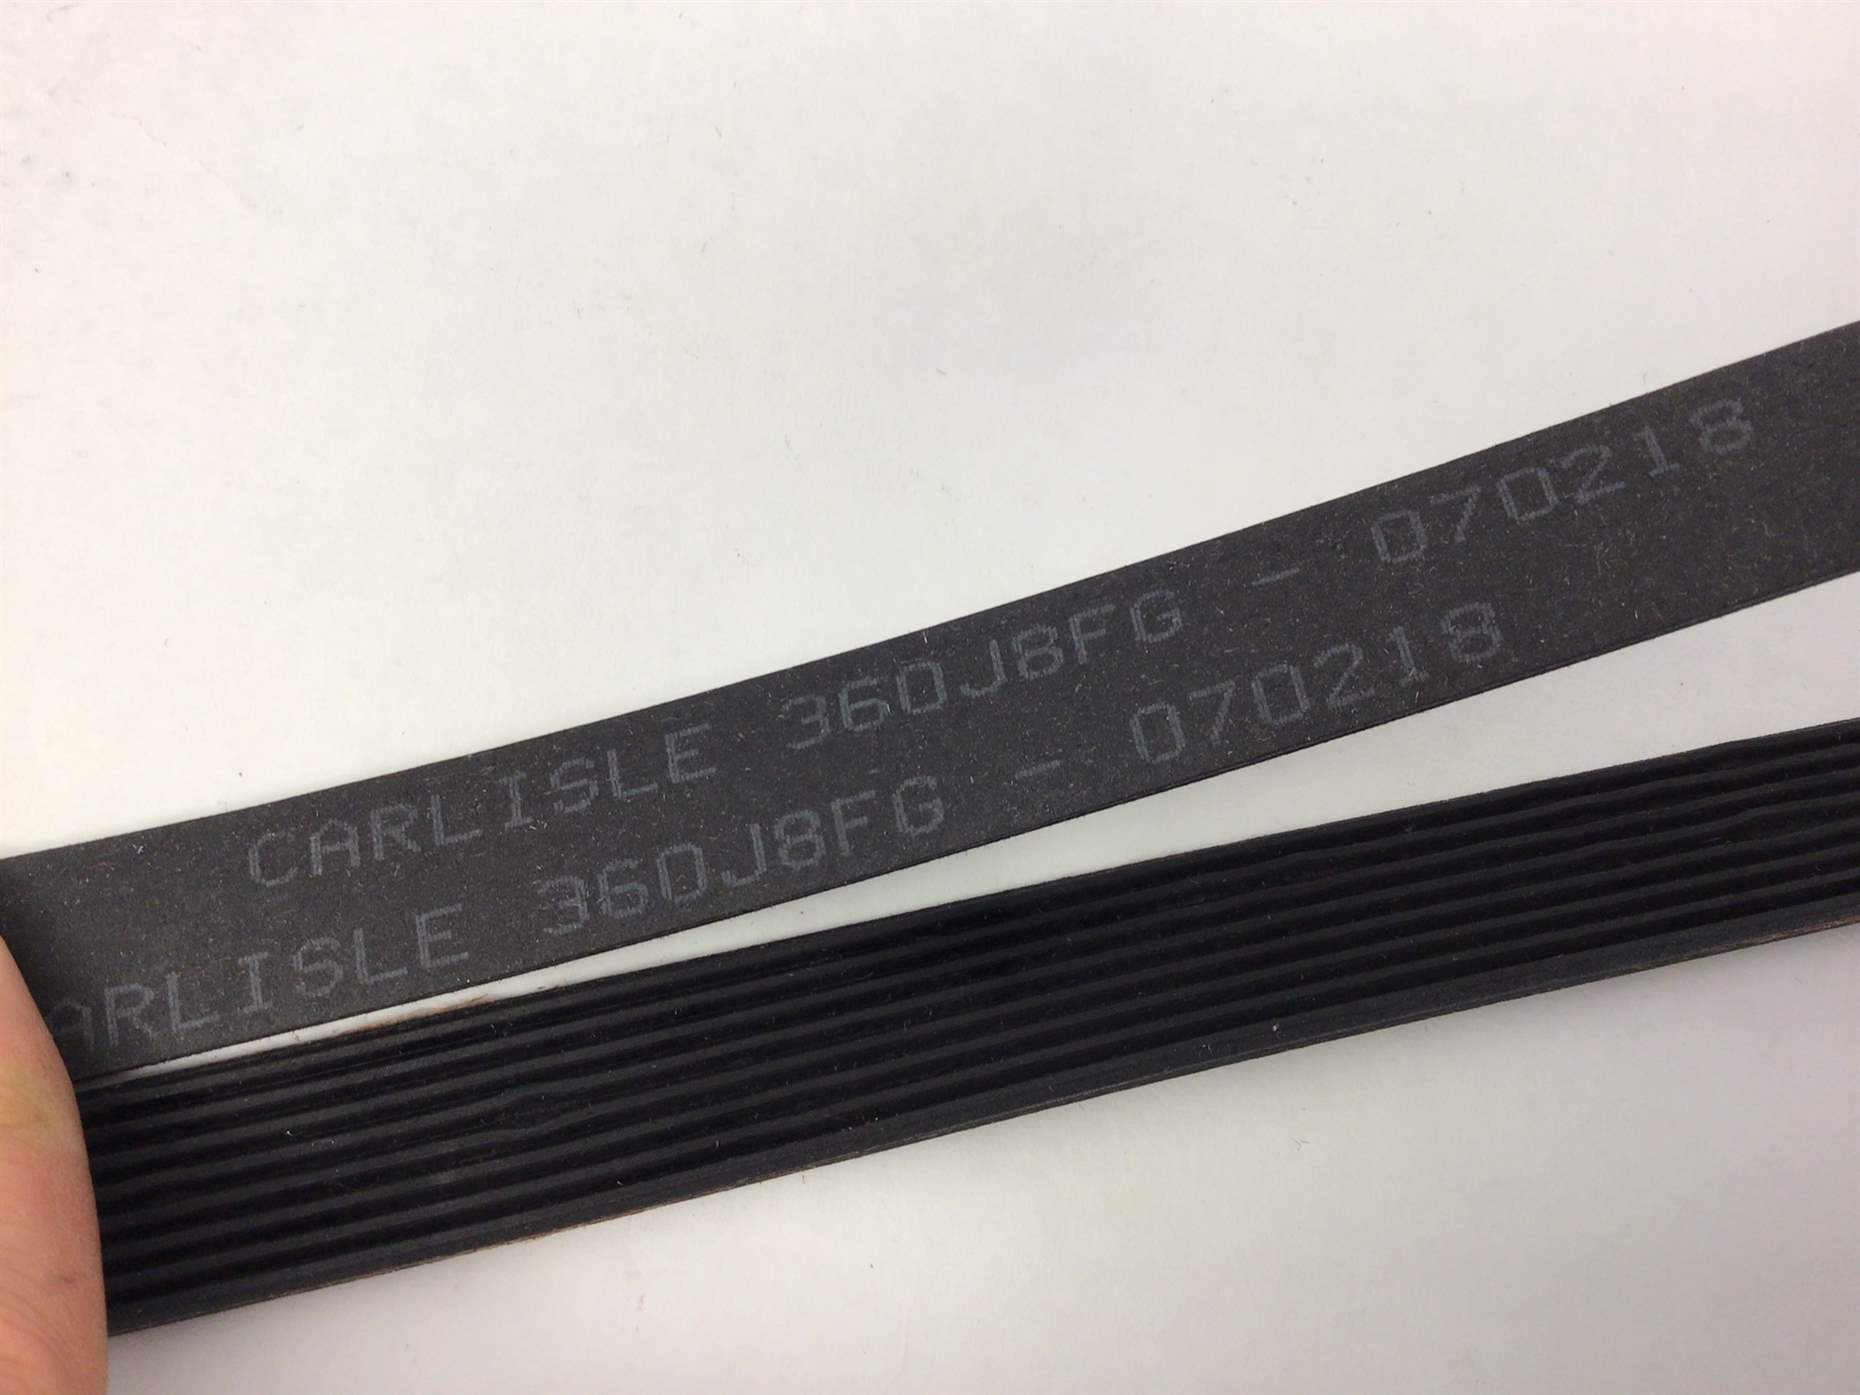 CARLISLE 360J8FG - 070218
ARLISLE 360J8FG - 070218